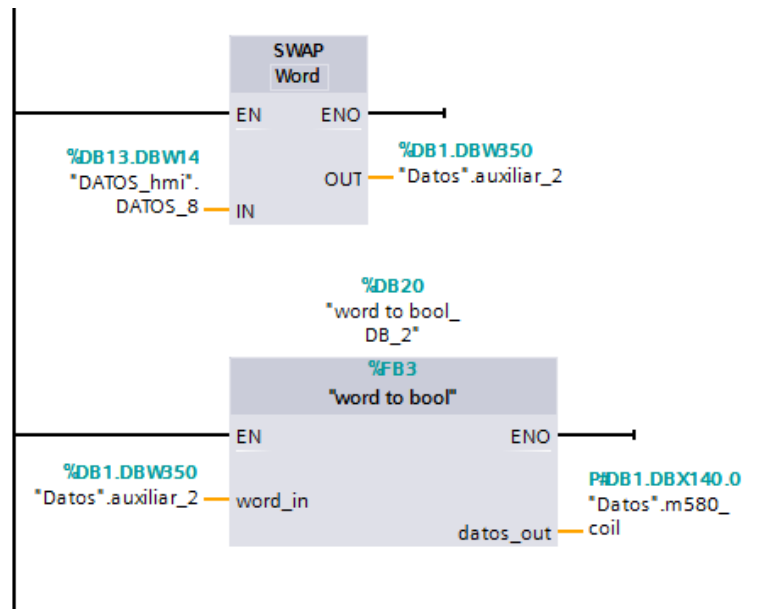 SWAP
Word
EN ENO
%DB13.DBW14
"DATOS_hmi".
DATOS_8
IN
OUT
%DB1.DBW350
"Datos".auxiliar_2
%DB20
"word to bool_
DB_2"
%FB3
"word to bool"
EN ENO
%DB1.DBW350
"Datos".auxiliar_2
word_in
datos_out
P#DB1.DBX140.0
"Datos".m580_
coil